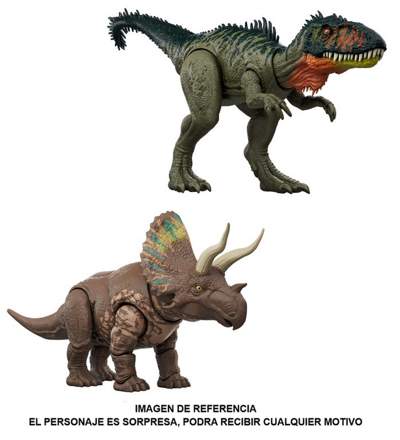 IMAGEN DE REFERENCIA
EL PERSONAJE ES SORPRESA, PODRA RECIBIR CUALQUIER MOTIVO